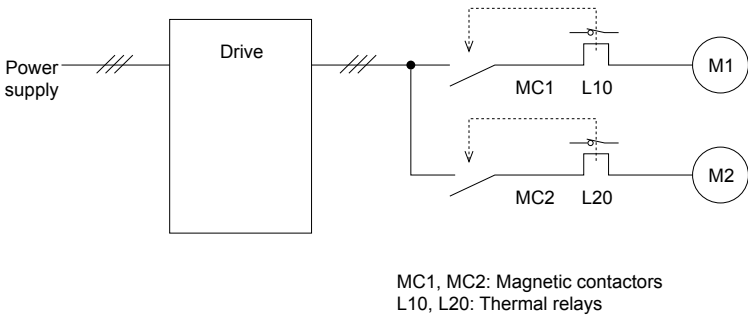 Power
supply
Drive
MC1 L10
M1
MC2 L20
M2
MC1, MC2: Magnetic contactors
L10, L20: Thermal relays